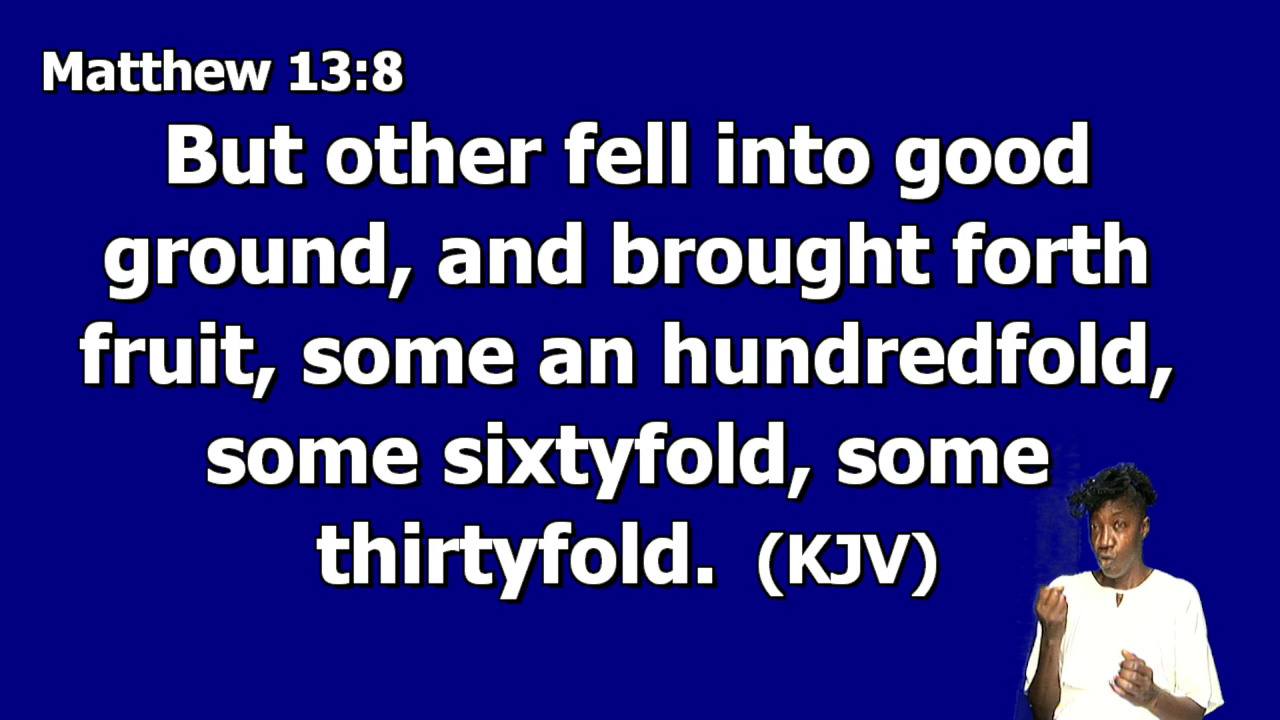 Matthew 13:8
But other fell into good
ground, and brought forth
fruit, some an hundredfold,
some sixtyfold, some
thirtyfold. (KJV)